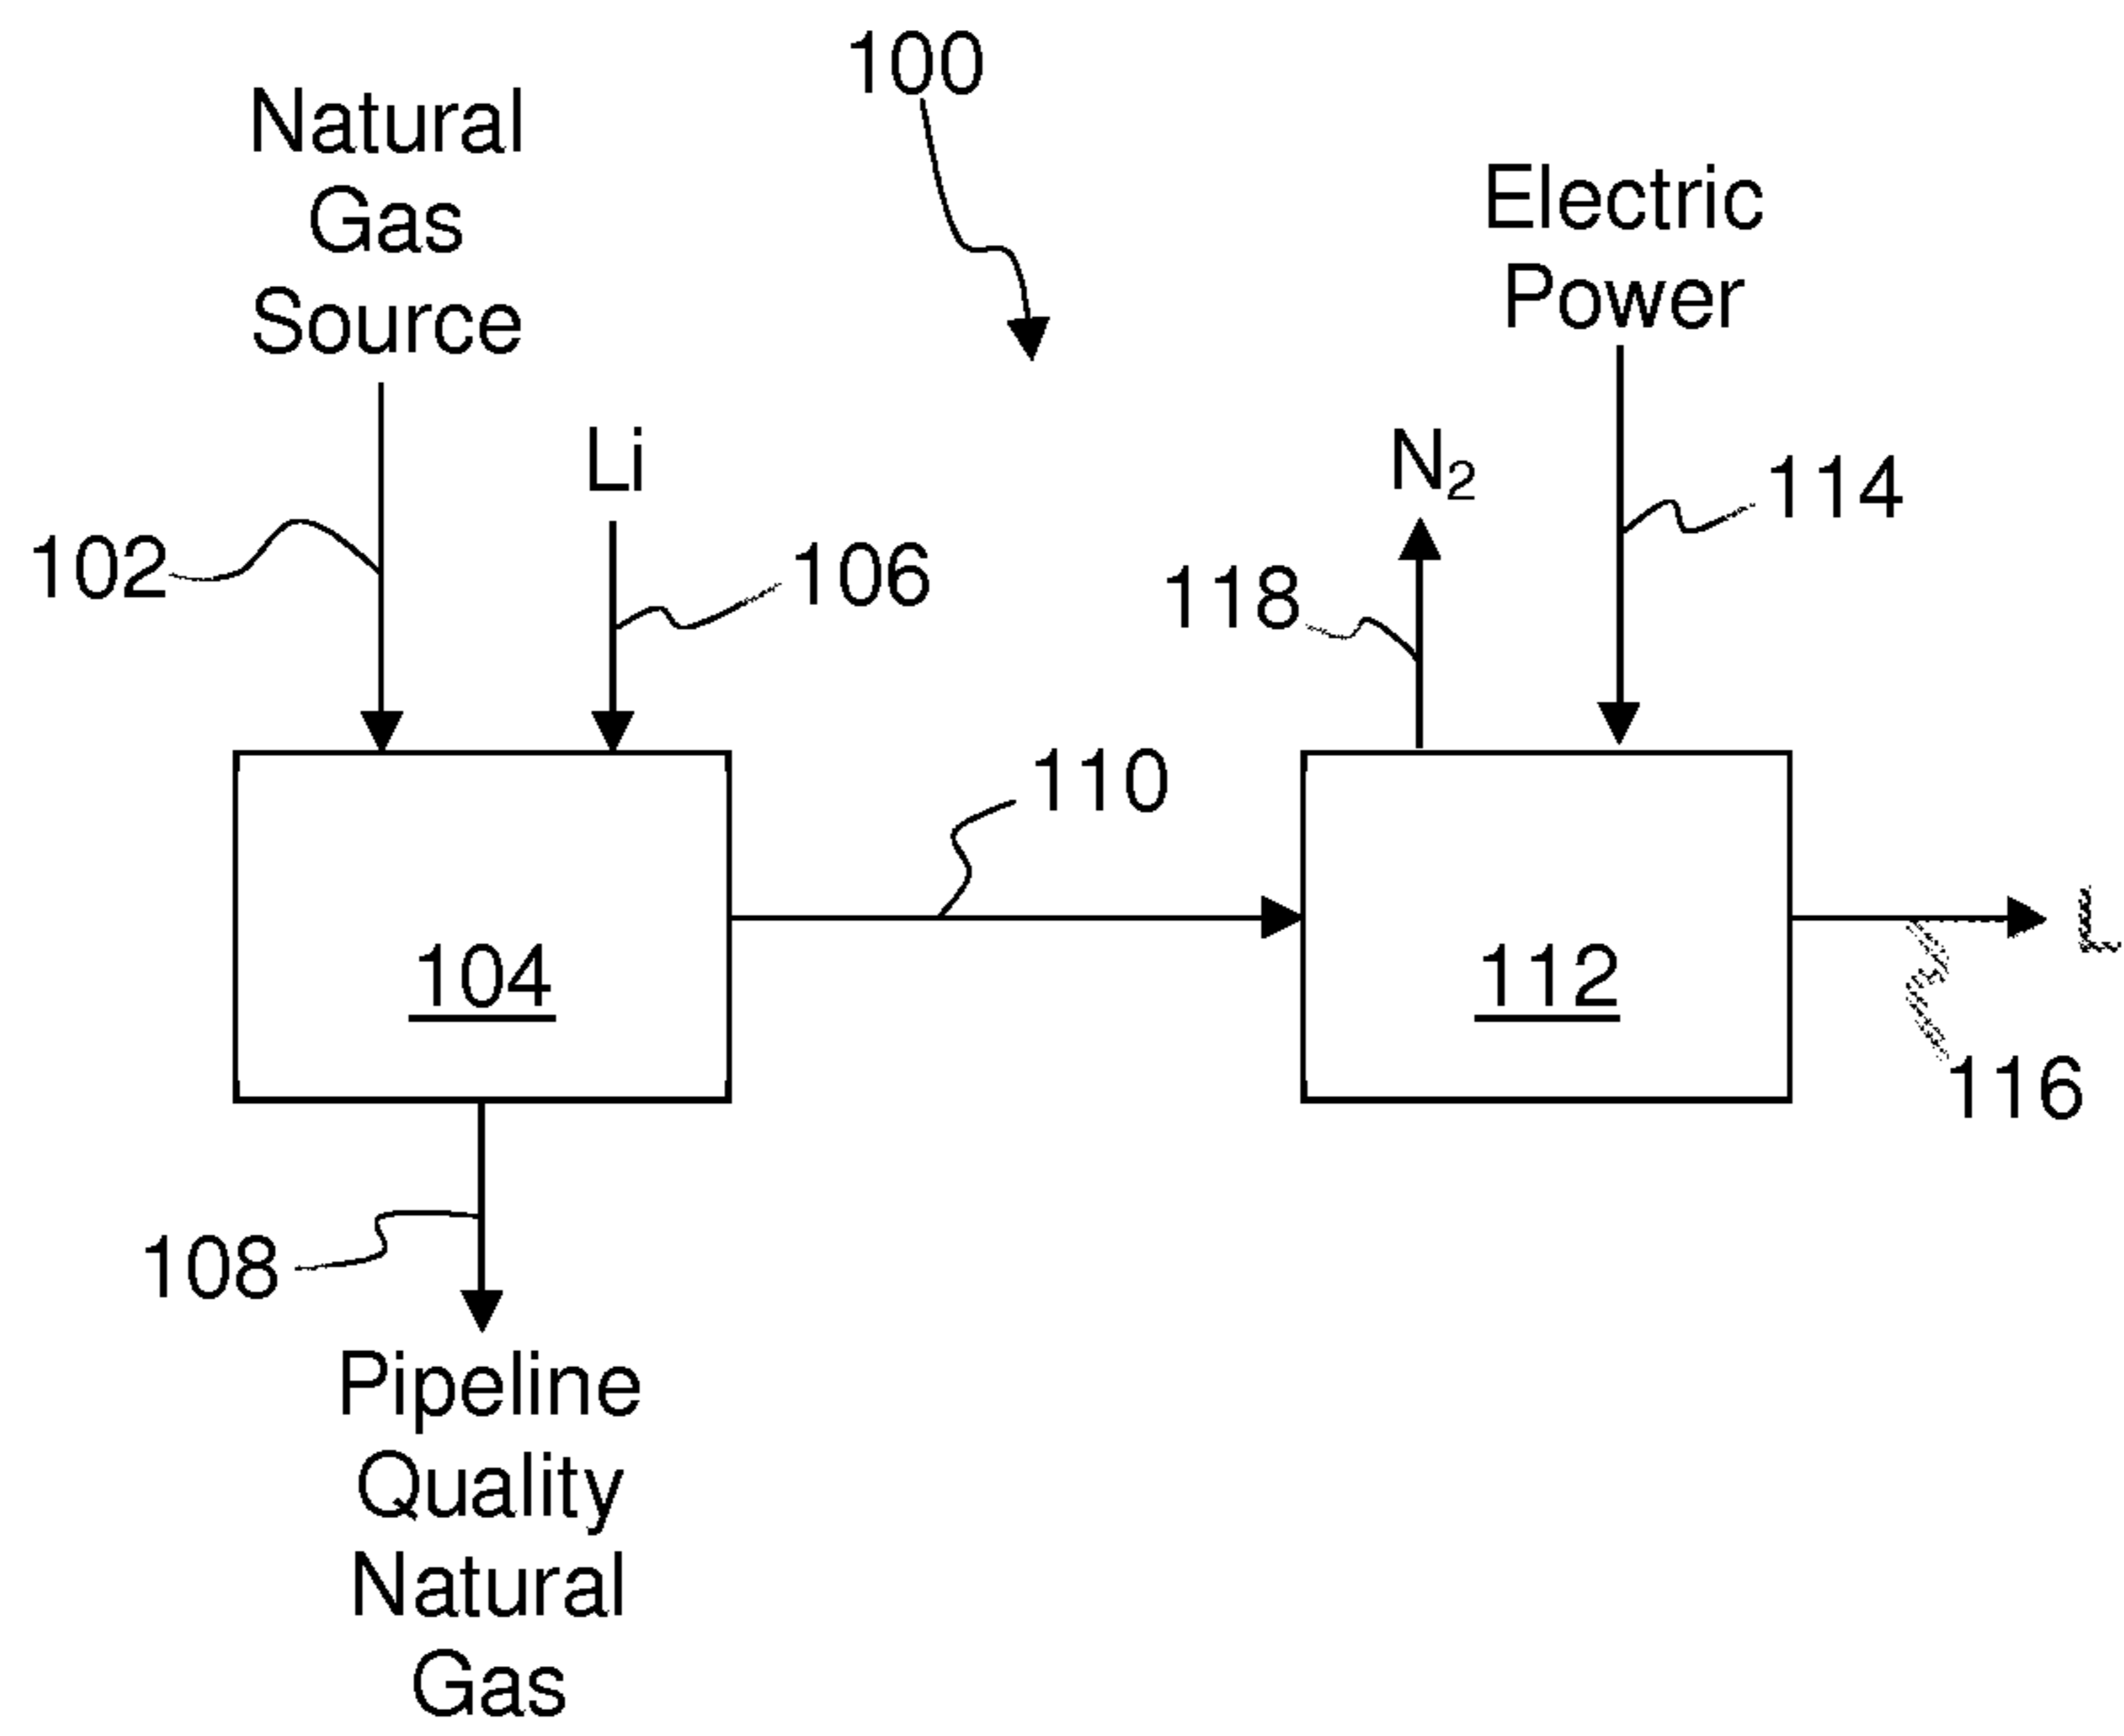 100
Natural
Gas
Source
Electric
Power
Li
N₂
102
106
118
114
110
104
112
L
116
108
Pipeline
Quality
Natural
Gas